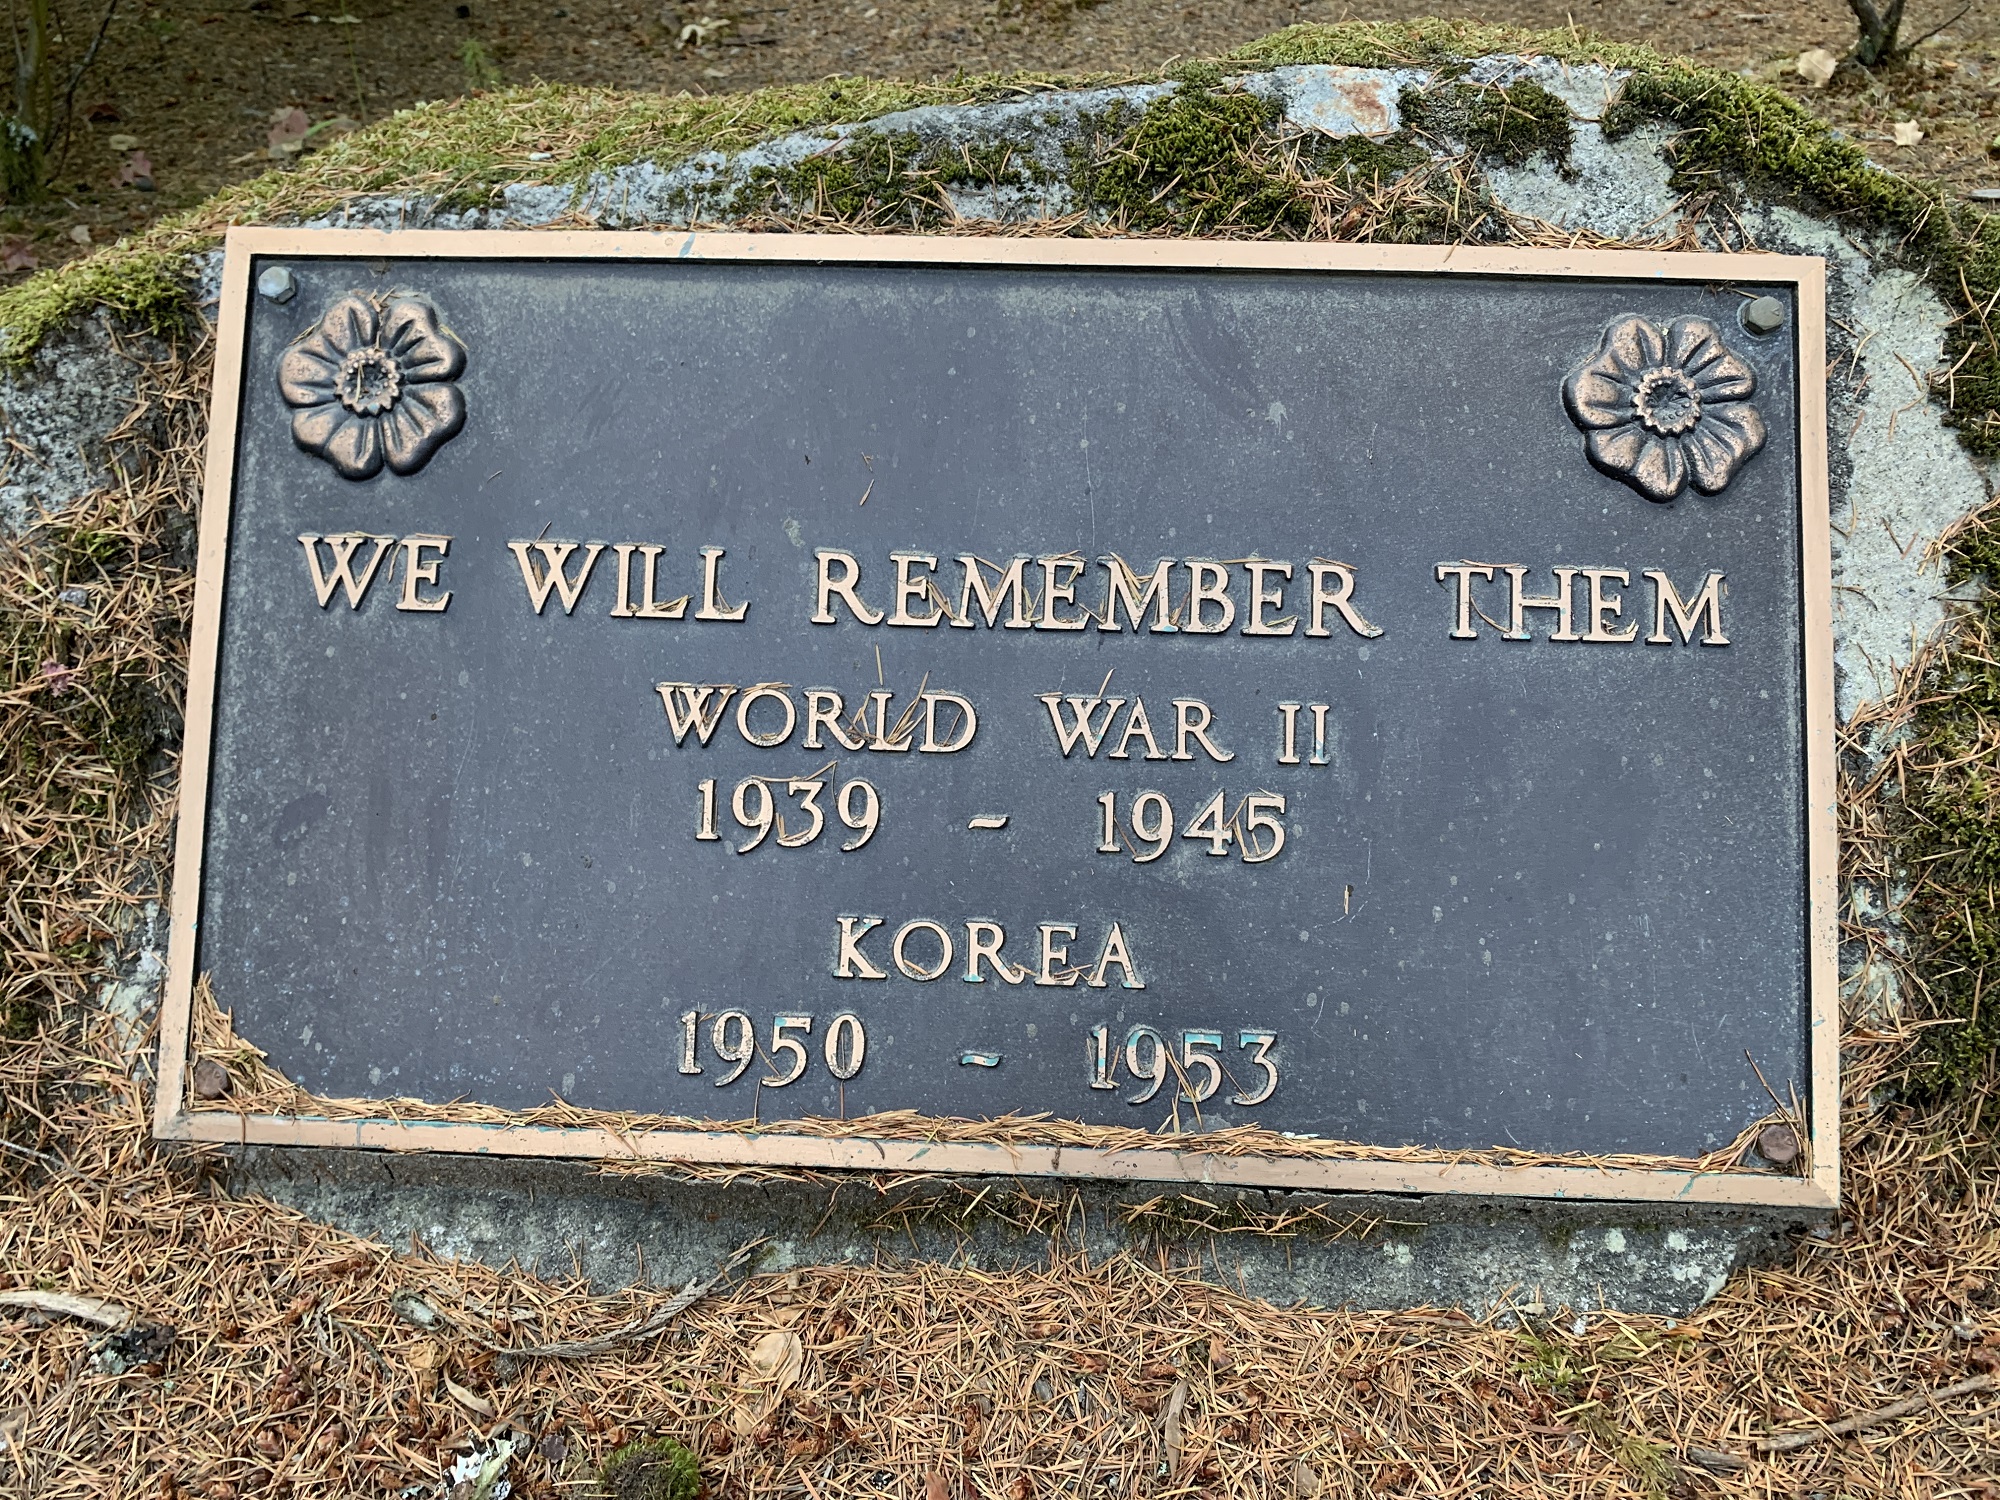 WE WILL REMEMBER THEM
WORLD WAR II
1939 - 1945
KOREA
1950 - 1953